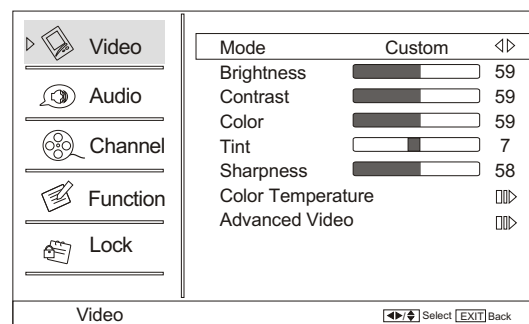 Video
Audio
Channel
Function
Lock
Mode Custom
Brightness 59
Contrast 59
Color 59
Tint 7
Sharpness 58
Color Temperature
Advanced Video
Video
/ Select EXIT Back